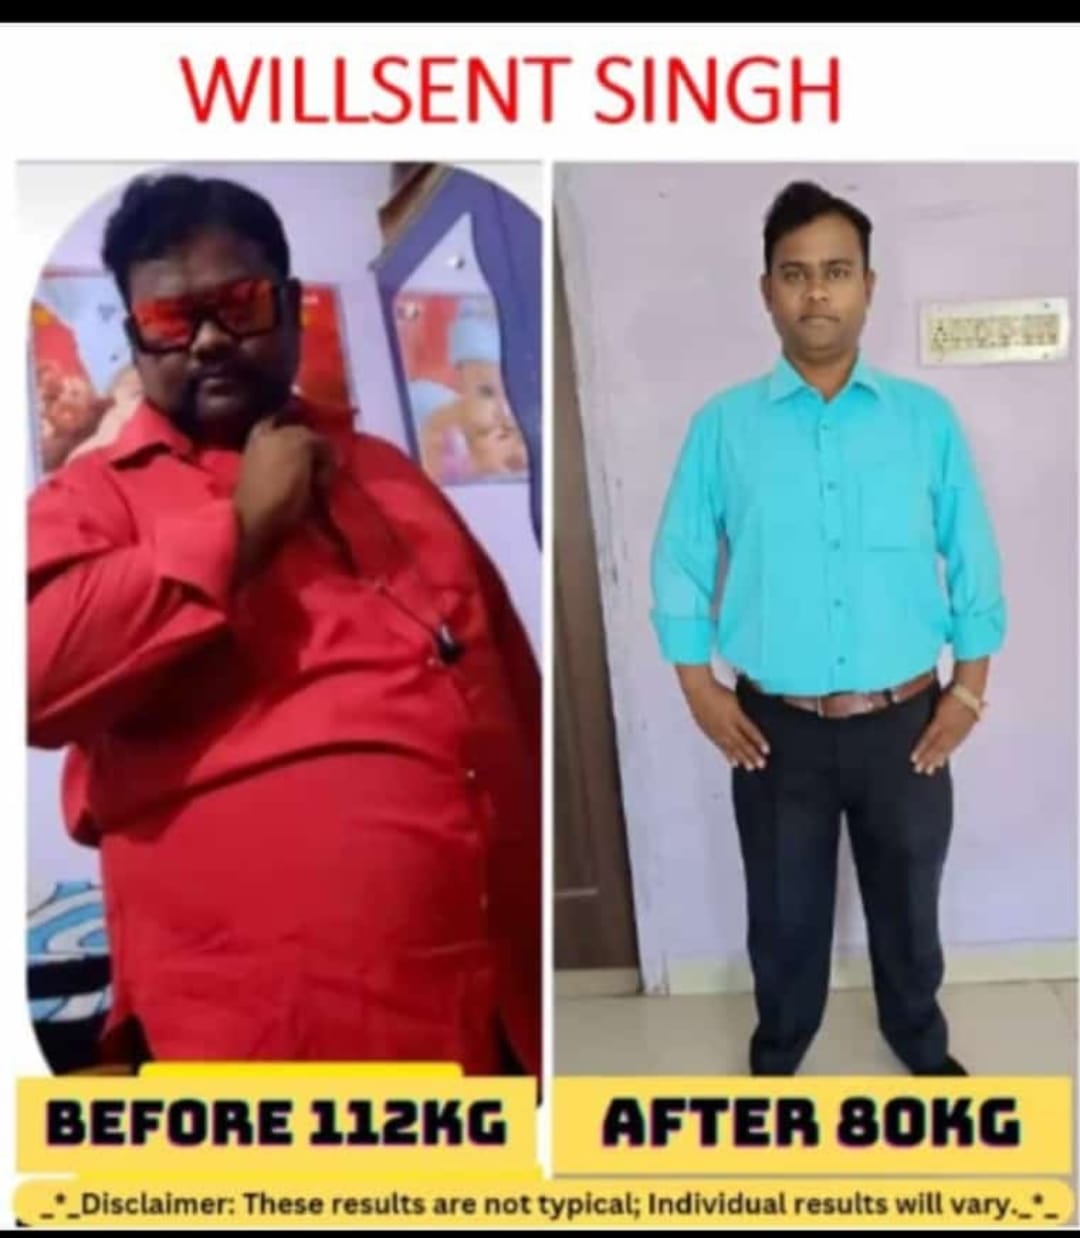 WILLSENT SINGH
BEFORE 112KG
AFTER 80KG
_*_Disclaimer: These results are not typical; Individual results will vary._*_